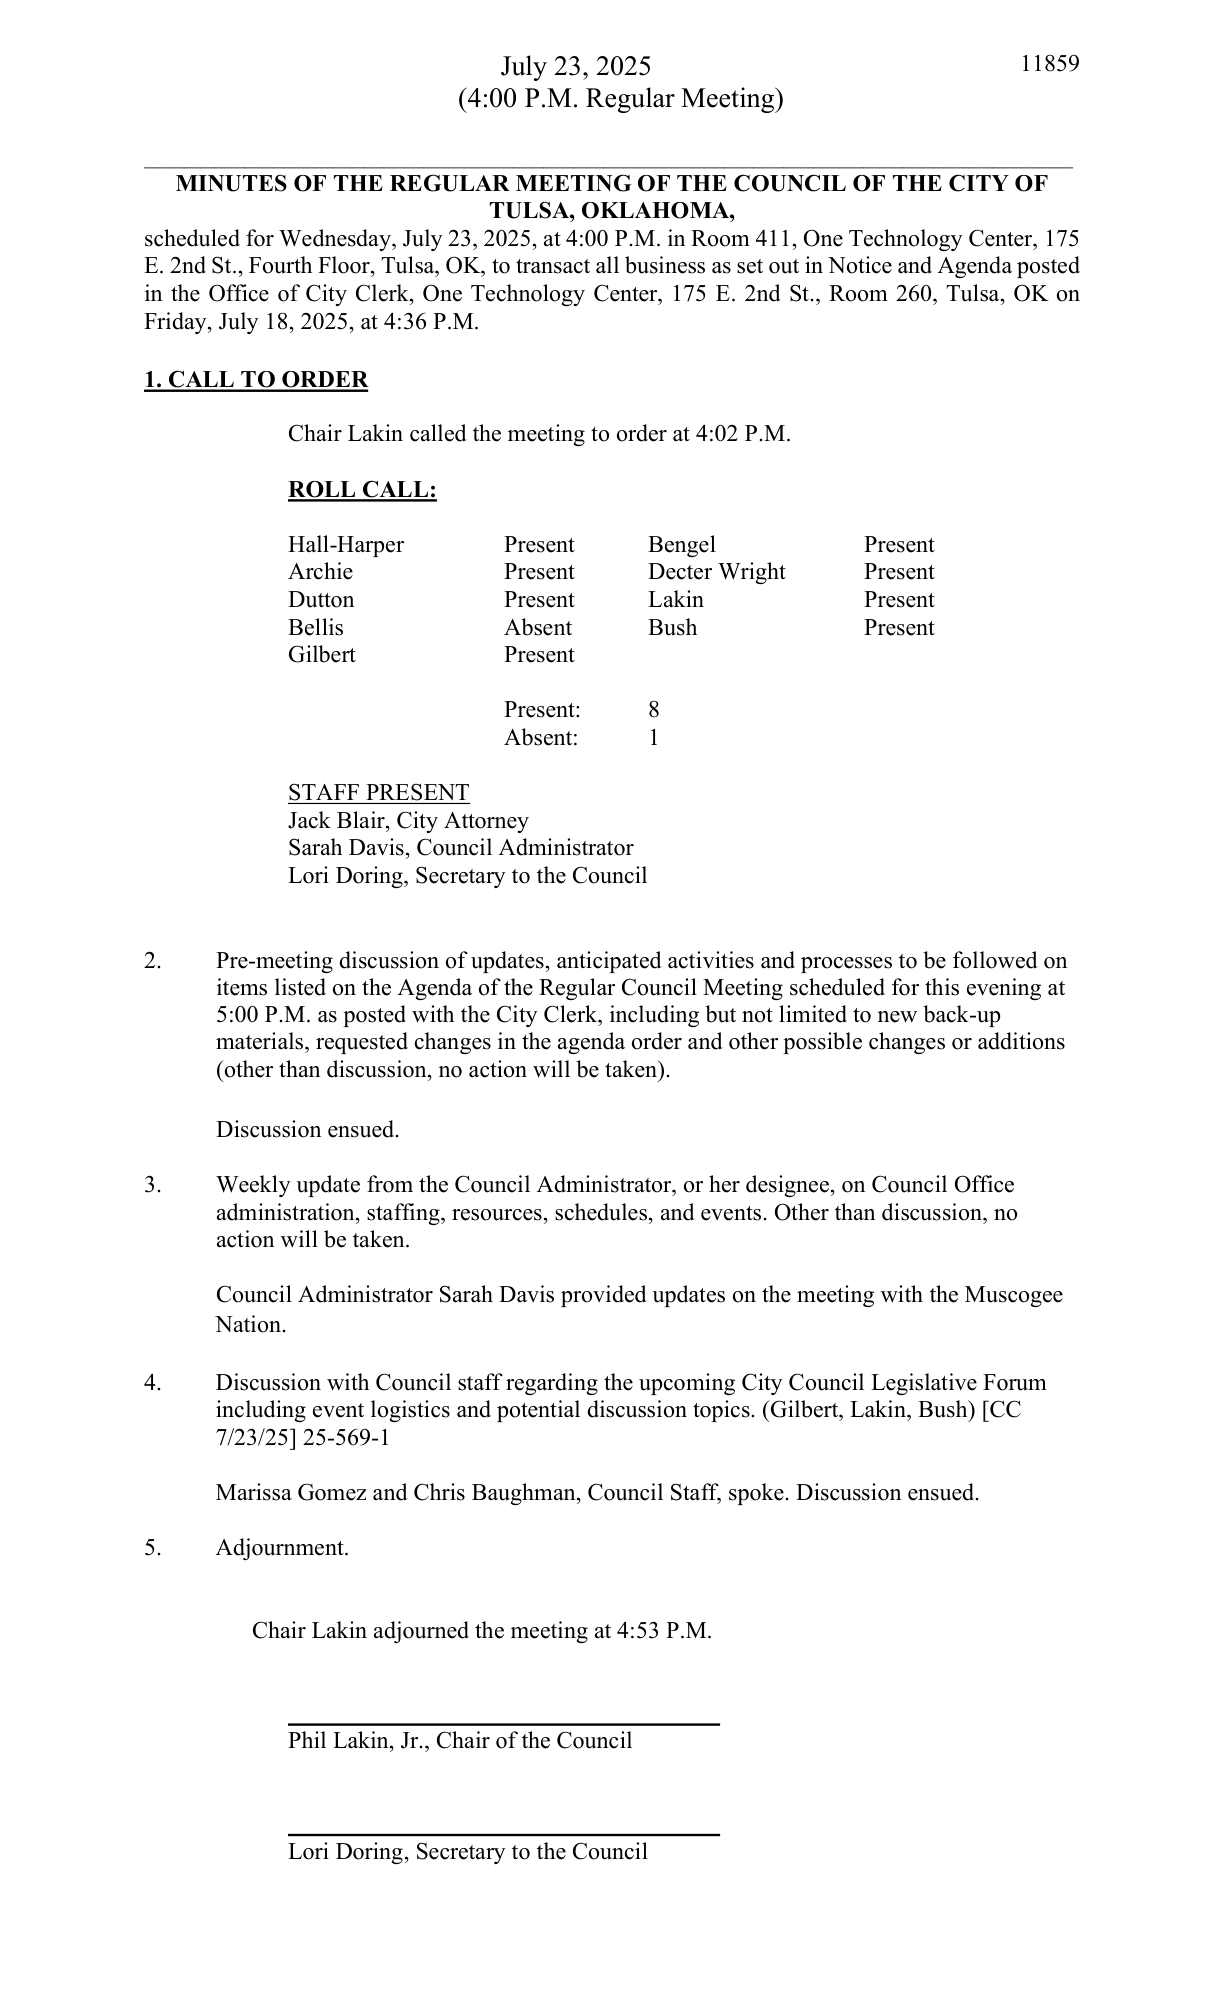 July 23, 2025 11859
(4:00 P.M. Regular Meeting)
MINUTES OF THE REGULAR MEETING OF THE COUNCIL OF THE CITY OF
TULSA, OKLAHOMA,
scheduled for Wednesday, July 23, 2025, at 4:00 P.M. in Room 411, One Technology Center, 175
E. 2nd St., Fourth Floor, Tulsa, OK, to transact all business as set out in Notice and Agenda posted
in the Office of City Clerk, One Technology Center, 175 E. 2nd St., Room 260, Tulsa, OK on
Friday, July 18, 2025, at 4:36 P.M.
1. CALL TO ORDER
Chair Lakin called the meeting to order at 4:02 P.M.
ROLL CALL:
Hall-Harper Present Bengel Present
Archie Present Decter Wright Present
Dutton Present Lakin Present
Bellis Absent Bush Present
Gilbert Present
Present: 8
Absent: 1
STAFF PRESENT
Jack Blair, City Attorney
Sarah Davis, Council Administrator
Lori Doring, Secretary to the Council
2. Pre-meeting discussion of updates, anticipated activities and processes to be followed on
items listed on the Agenda of the Regular Council Meeting scheduled for this evening at
5:00 P.M. as posted with the City Clerk, including but not limited to new back-up
materials, requested changes in the agenda order and other possible changes or additions
(other than discussion, no action will be taken).
Discussion ensued.
3. Weekly update from the Council Administrator, or her designee, on Council Office
administration, staffing, resources, schedules, and events. Other than discussion, no
action will be taken.
Council Administrator Sarah Davis provided updates on the meeting with the Muscogee
Nation.
4. Discussion with Council staff regarding the upcoming City Council Legislative Forum
including event logistics and potential discussion topics. (Gilbert, Lakin, Bush) [CC
7/23/25] 25-569-1
Marissa Gomez and Chris Baughman, Council Staff, spoke. Discussion ensued.
5. Adjournment.
Chair Lakin adjourned the meeting at 4:53 P.M.
Phil Lakin, Jr., Chair of the Council
Lori Doring, Secretary to the Council